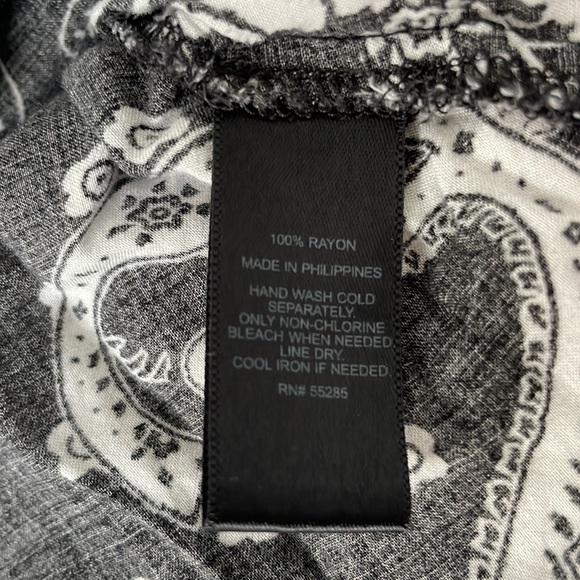 100% RAYON
MADE IN PHILIPPINES
HAND WASH COLD
SEPARATELY.
ONLY NON-CHLORINE
BLEACH WHEN NEEDED
LINE DRY.
COOL IRON IF NEEDED.
RN# 55285